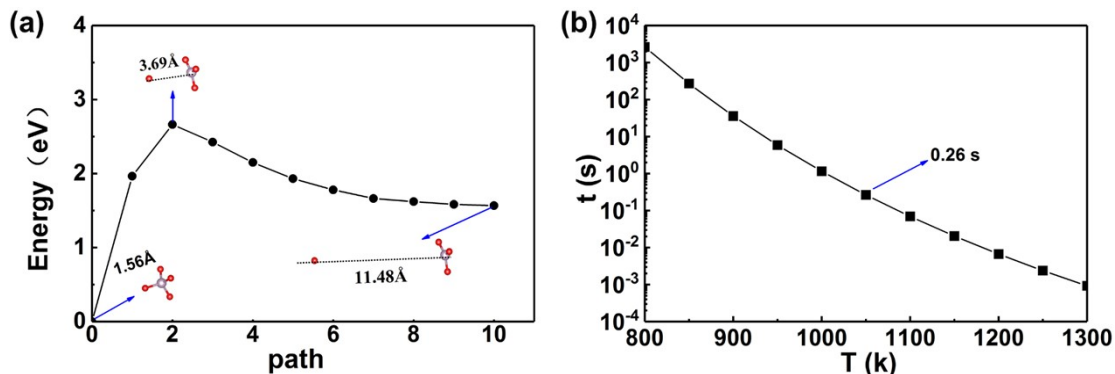 (a)
4
3
2
1
0
Energy（eV）
0 2 4 6 8 10
path
3.69Å
1.56Å
11.48Å
(b)
10⁴
10³
10²
10¹
10⁰
10⁻¹
10⁻²
10⁻³
10⁻⁴
t (s)
0.26 s
800 900 1000 1100 1200 1300
T (k)